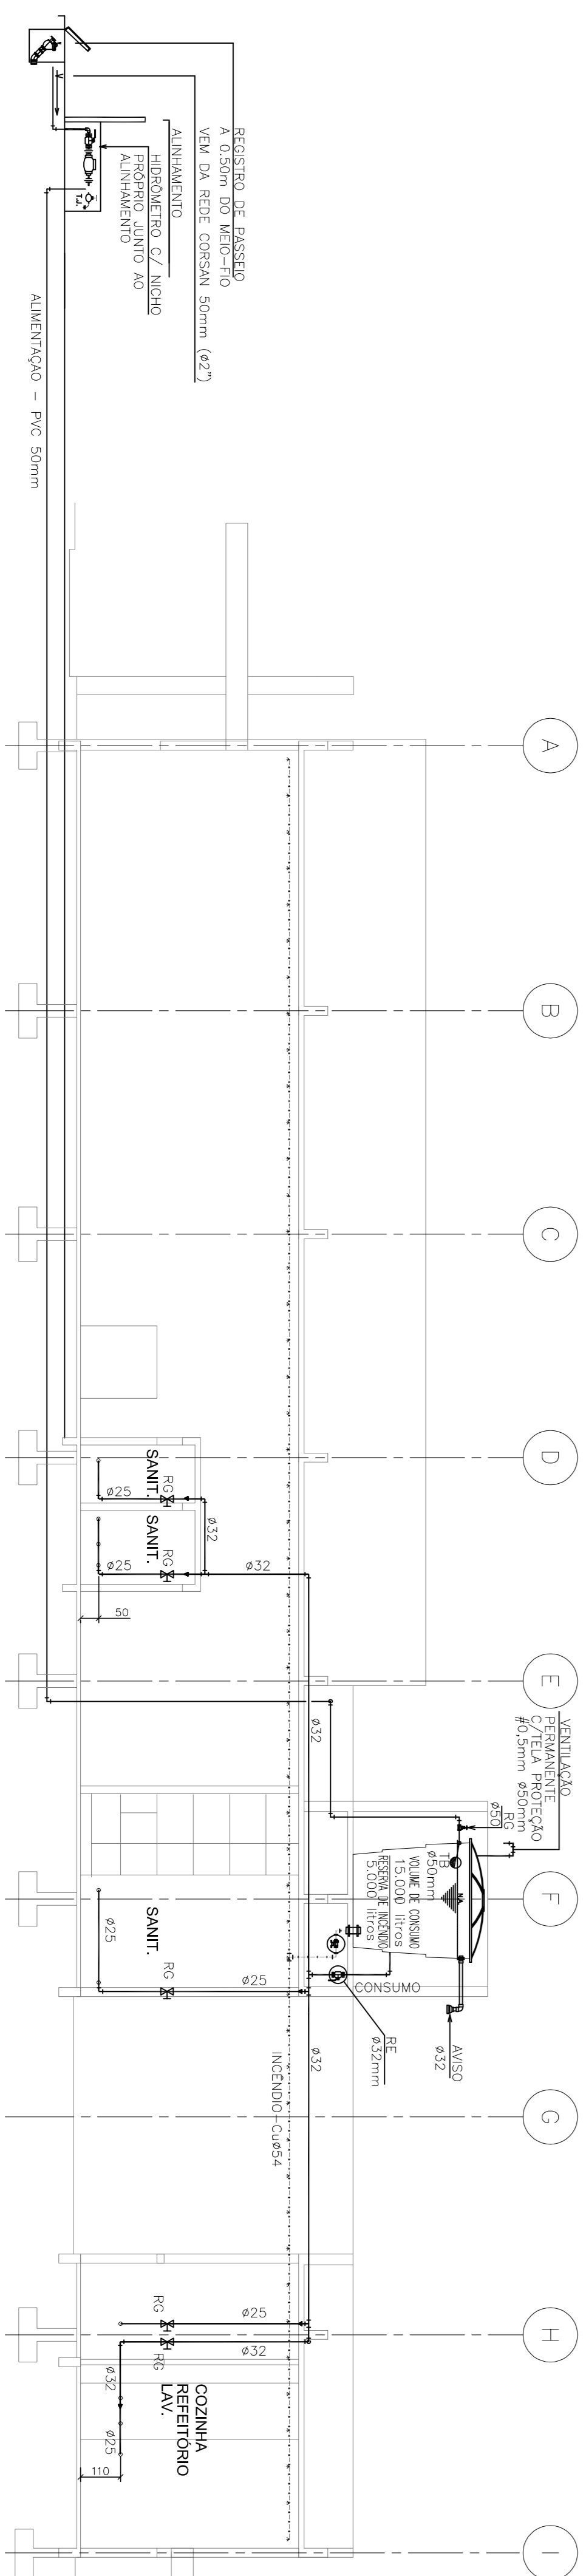 REGISTRO DE PASSEIO
A 0.50m DO MEIO-FIO
VEM DA REDE CORSAN 50mm (ø2")
ALINHAMENTO
HIDRÔMETRO C/ NICHO
PRÓPRIO JUNTO AO
ALINHAMENTO
T.J.
ALIMENTAÇAO - PVC 50mm
A
B
C
D
E
F
G
H
I
SANIT.
RG
ø25
ø32
SANIT.
RG
ø25
ø32
50
ø32
VENTILAÇÃO
PERMANENTE
C/TELA PROTEÇÃO
#0,5mm ø50mm
RG
ø50
TB
ø50mm
N.A.
VOLUME DE CONSUMO
15.000 litros
RESERVA DE INCÊNDIO
5.000 litros
CONSUMO
AVISO
ø32
RE
ø32mm
SANIT.
ø25
RG
ø25
ø32
INCÊNDIO-Cuø54
RG
ø25
RG
ø32
ø32
ø25
COZINHA
REFEITÓRIO
LAV.
110